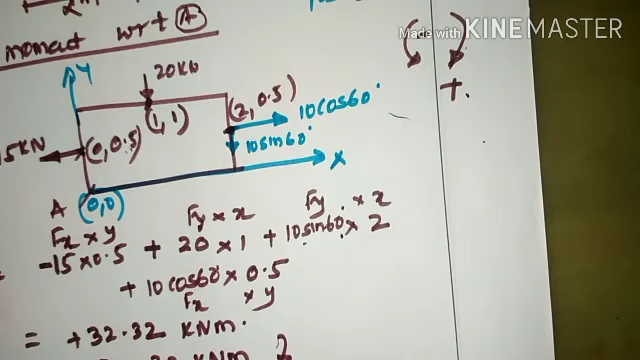 Made with KINEMASTER
moment wrt A
Y
20KN
(2,0.5)
10cos60°
(1,1)
15KN
(0,0.5)
10sin60°
X
A (0,0)
+.
Fx x y Fy x x Fy x x
-15 x 0.5 + 20 x 1 + 10sin60 x 2
+ 10cos60° x 0.5
Fx x y
= +32.32 KNm.